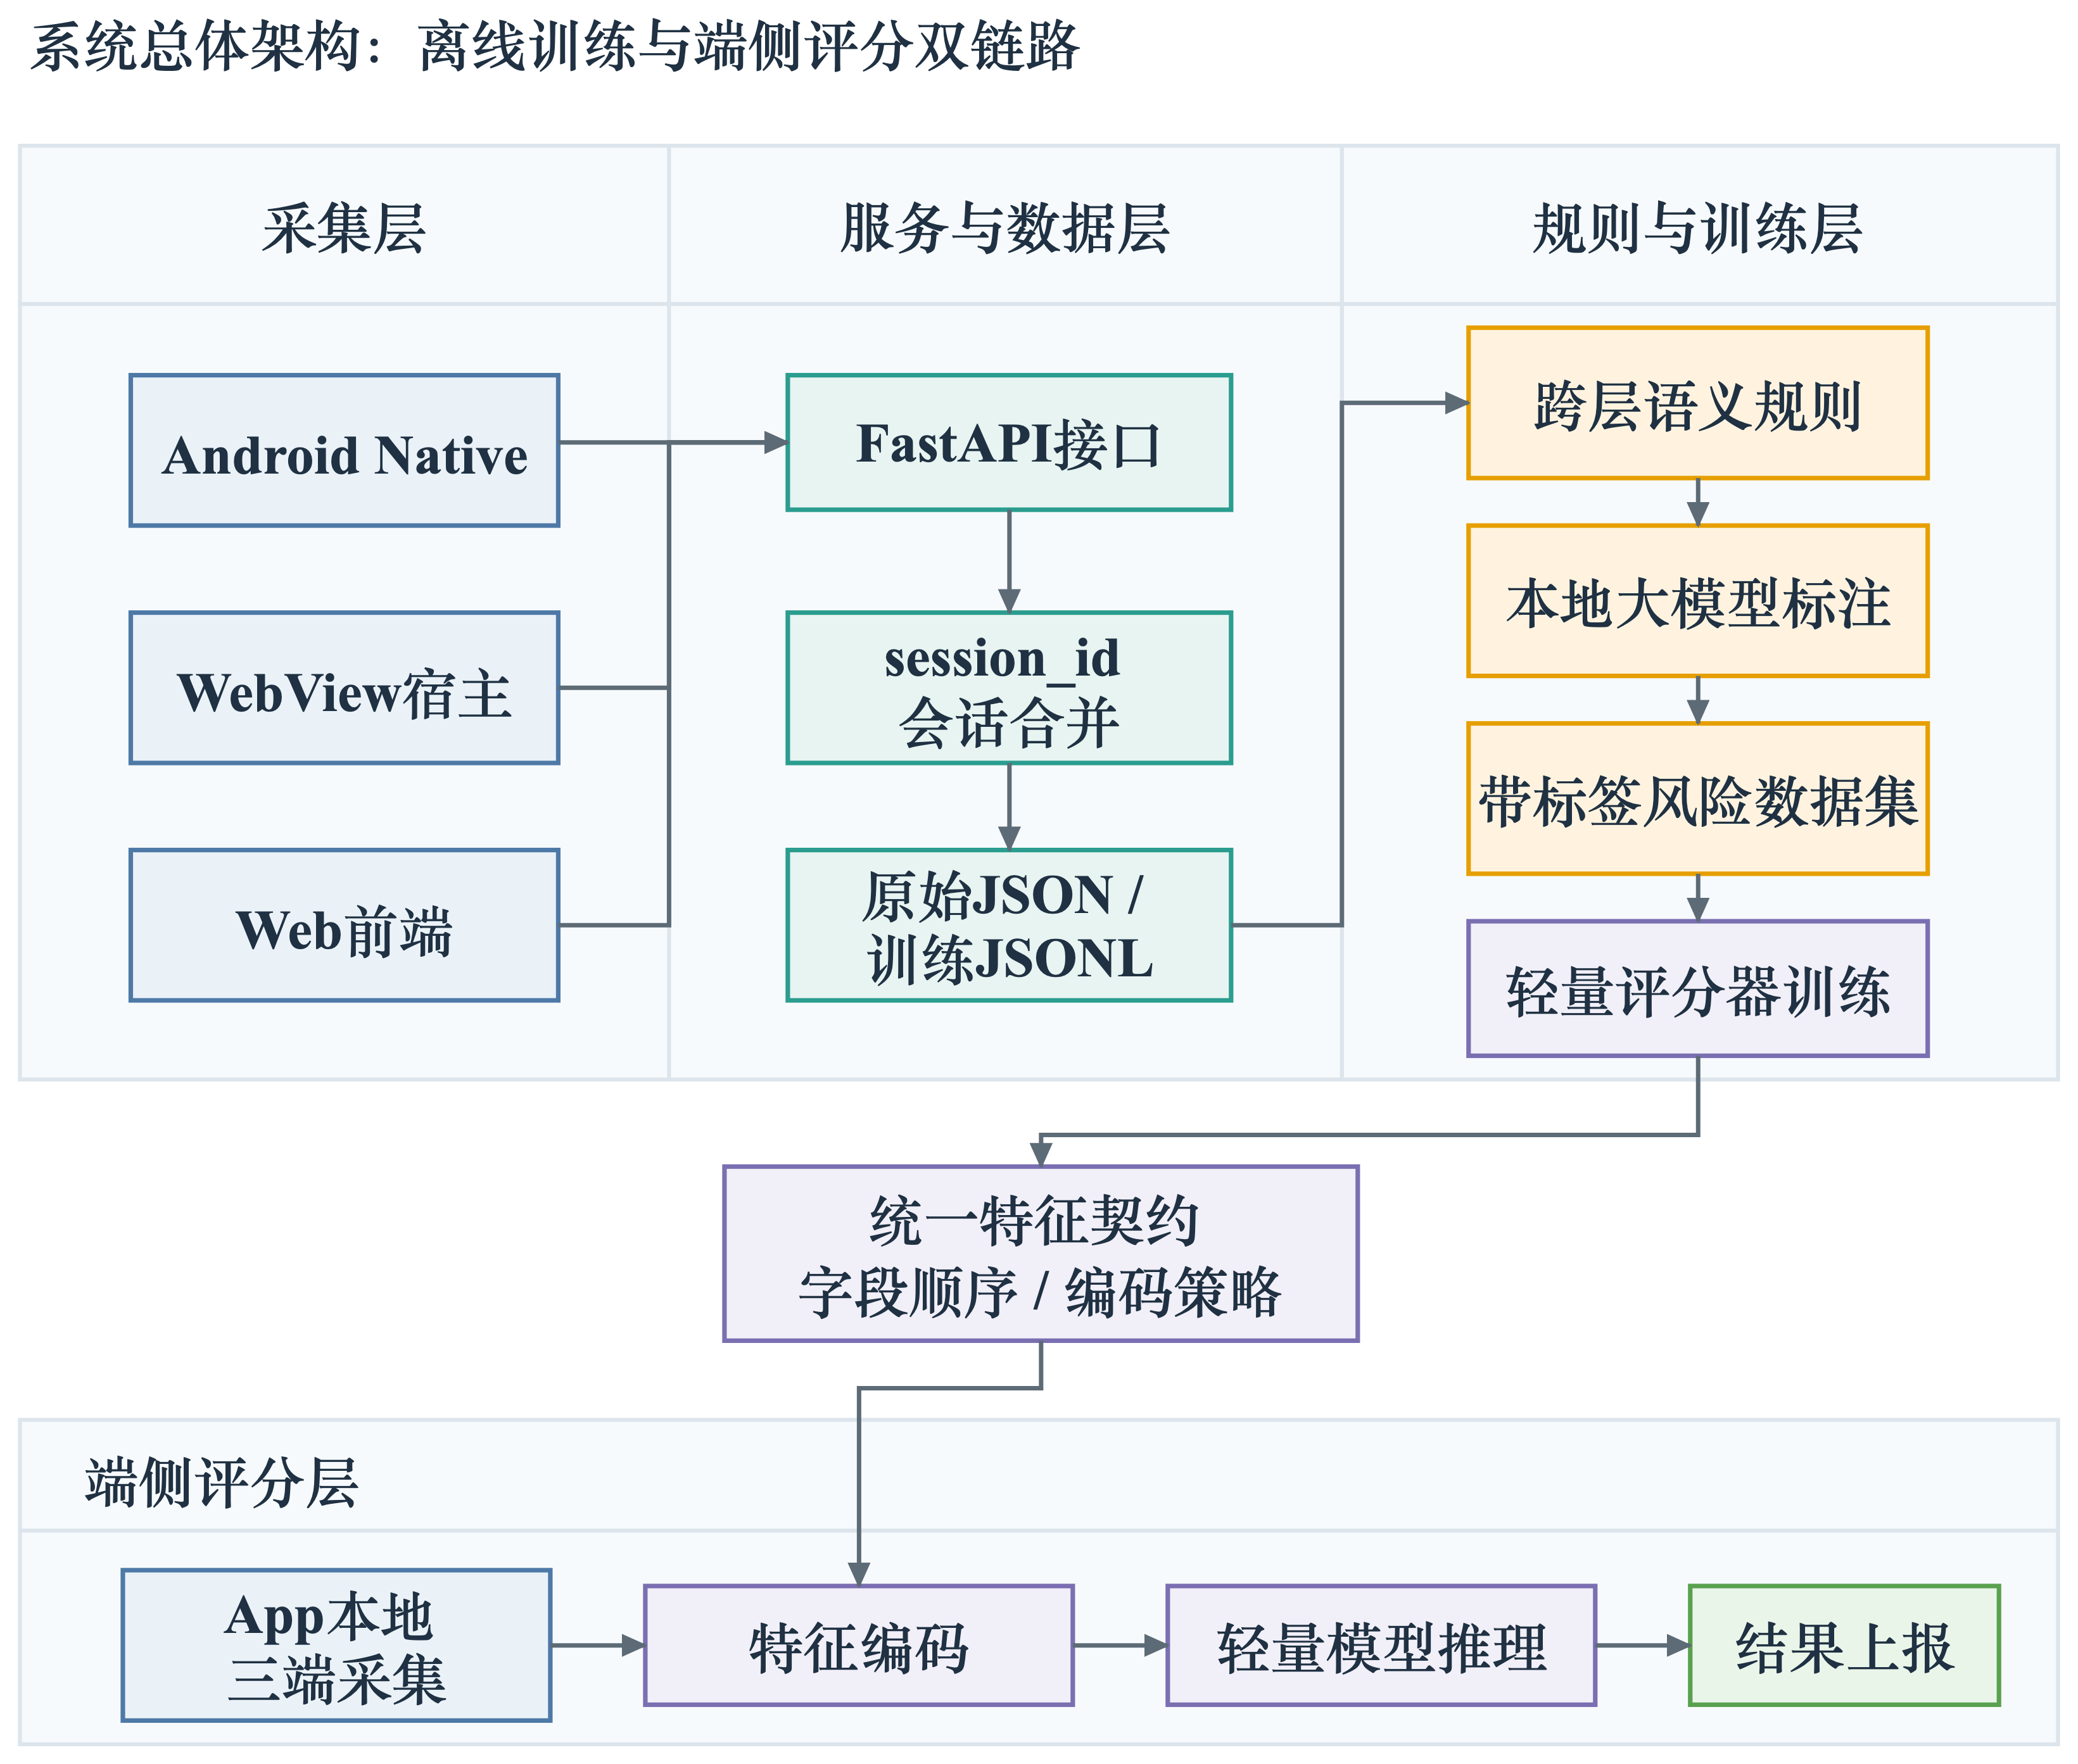 系统总体架构：离线训练与端侧评分双链路
采集层
服务与数据层
规则与训练层
Android Native
WebView宿主
Web前端
FastAPI接口
session_id
会话合并
原始JSON /
训练JSONL
跨层语义规则
本地大模型标注
带标签风险数据集
轻量评分器训练
统一特征契约
字段顺序 / 编码策略
端侧评分层
App本地
三端采集
特征编码
轻量模型推理
结果上报